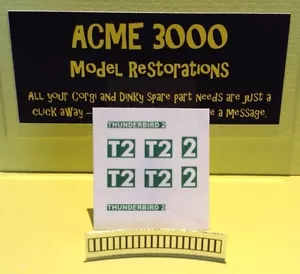 ACME 3000
Model Restorations
All your Corgi and Dinky Spare part needs are just a
click away ... e a Message.
THUNDERBIRD 2
T2 T2 2
T2 T2 2
THUNDERBIRD 2